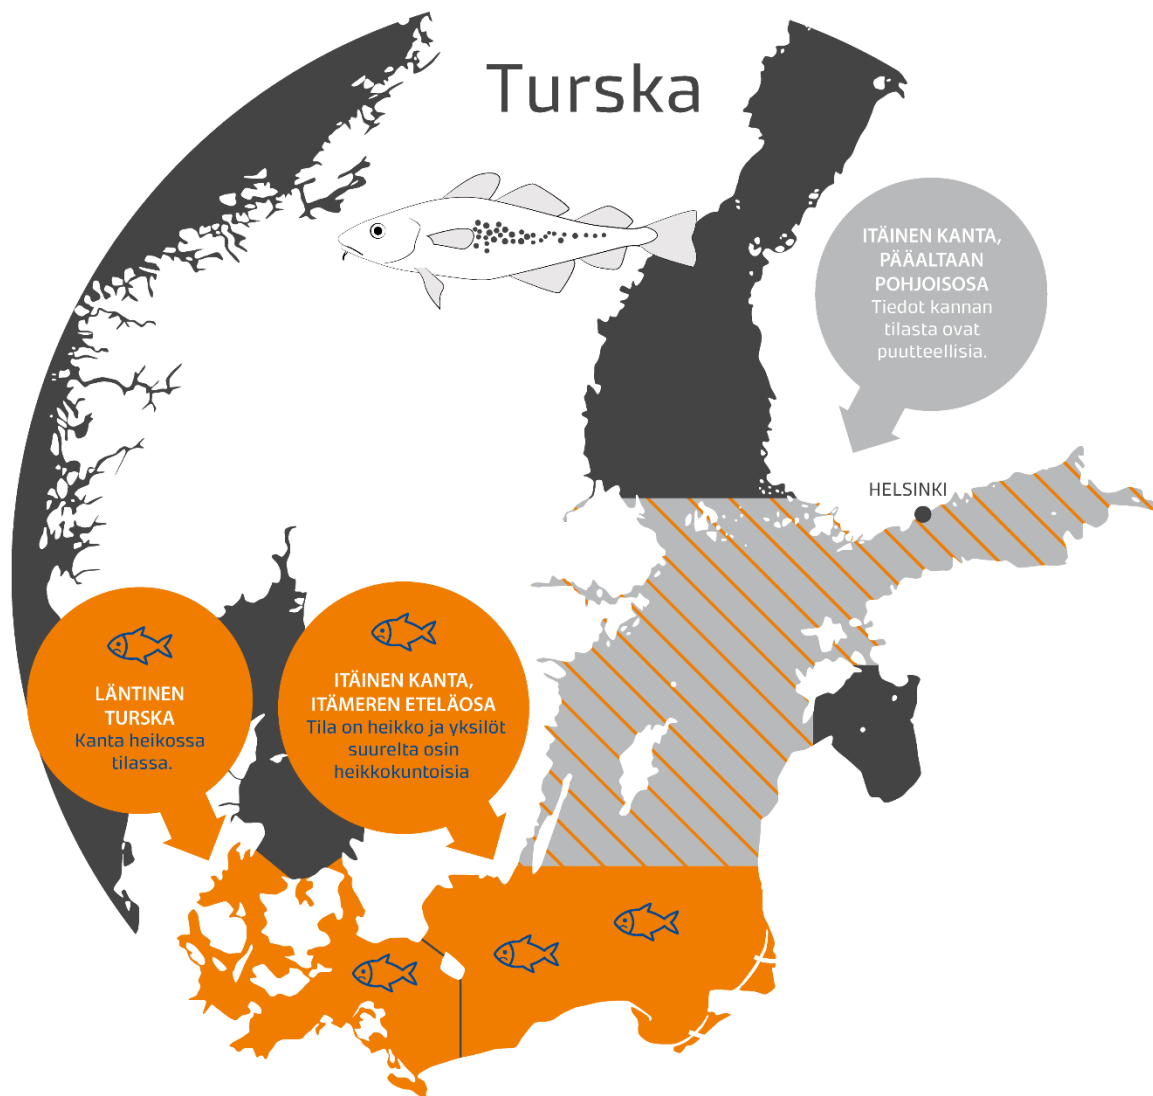 Turska
ITÄINEN KANTA,
PÄÄALTAAN
POHJOISOSA
Tiedot kannan
tilasta ovat
puutteellisia.
HELSINKI
LÄNTINEN
TURSKA
Kanta heikossa
tilassa.
ITÄINEN KANTA,
ITÄMEREN ETELÄOSA
Tila on heikko ja yksilöt
suurelta osin
heikkokuntoisia